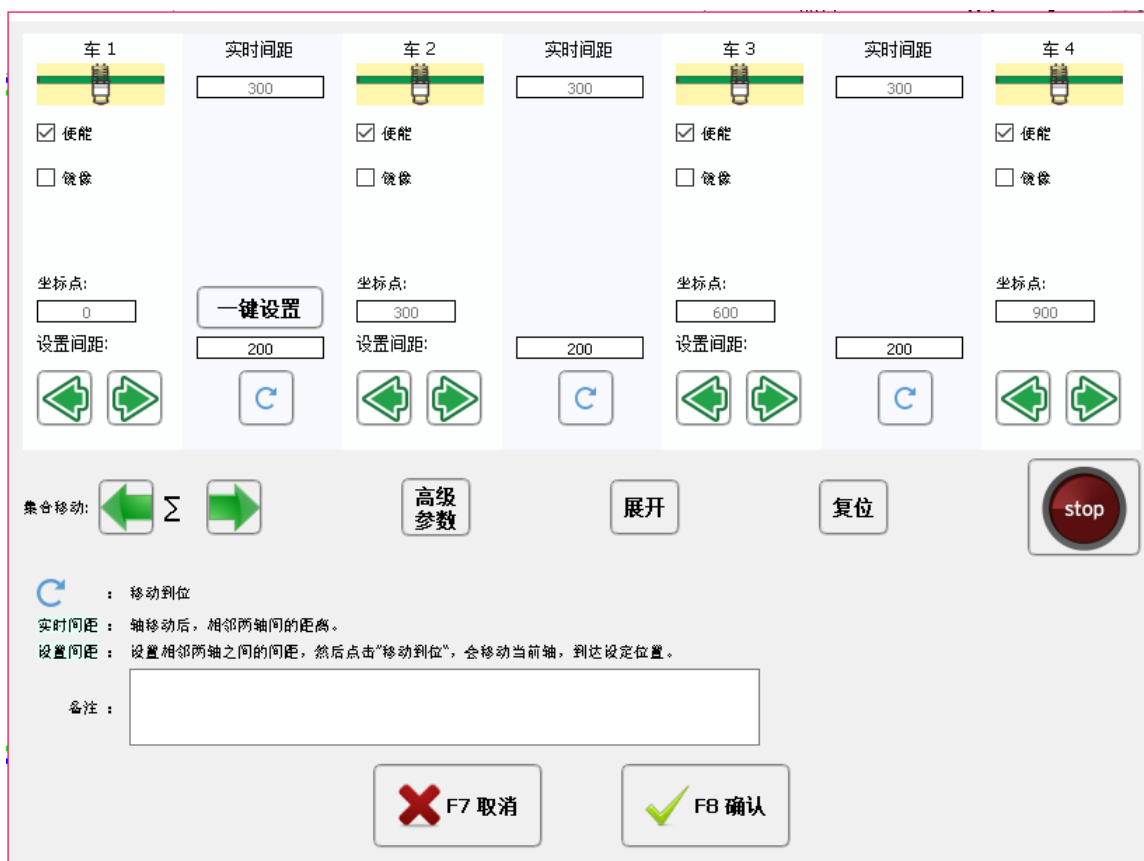 车 1 实时间距 车 2 实时间距 车 3 实时间距 车 4
300 300 300
使能 使能 使能 使能
镜像 镜像 镜像 镜像
坐标点: 坐标点: 坐标点: 坐标点:
0 一键设置 300 600 900
设置间距: 200 设置间距: 200 设置间距: 200
集合移动: Σ 高级参数 展开 复位 stop
: 移动到位
实时间距 : 轴移动后，相邻两轴间的距离。
设置间距 : 设置相邻两轴之间的间距，然后点击"移动到位"，会移动当前轴，到达设定位置。
备注 :
F7 取消 F8 确认